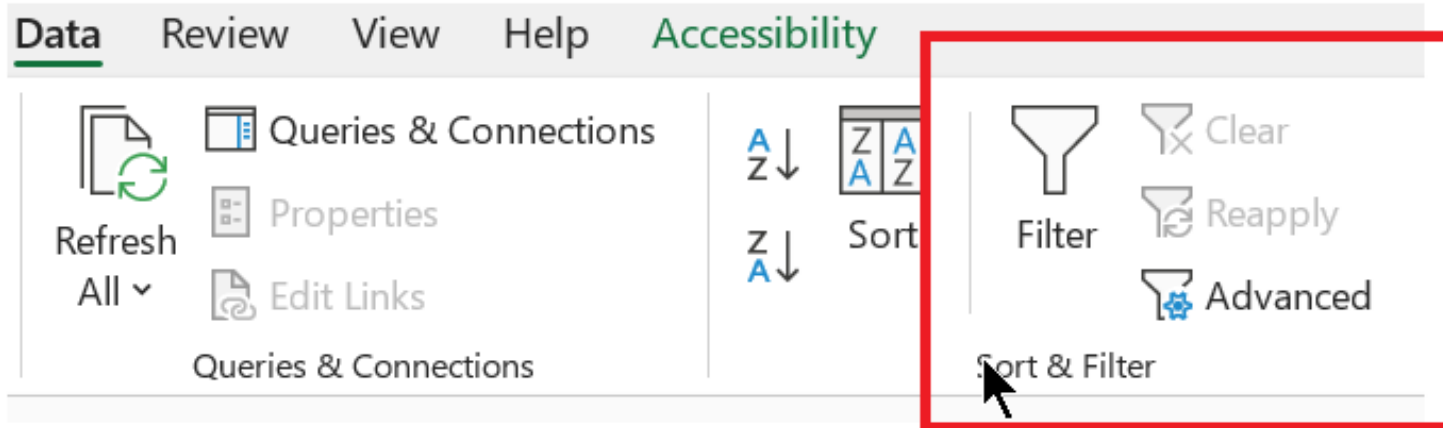 Data Review View Help Accessibility
Refresh
All
Queries & Connections
Properties
Edit Links
Queries & Connections
A
Z
Z
A
Z A
A Z
Sort
Filter
Clear
Reapply
Advanced
Sort & Filter